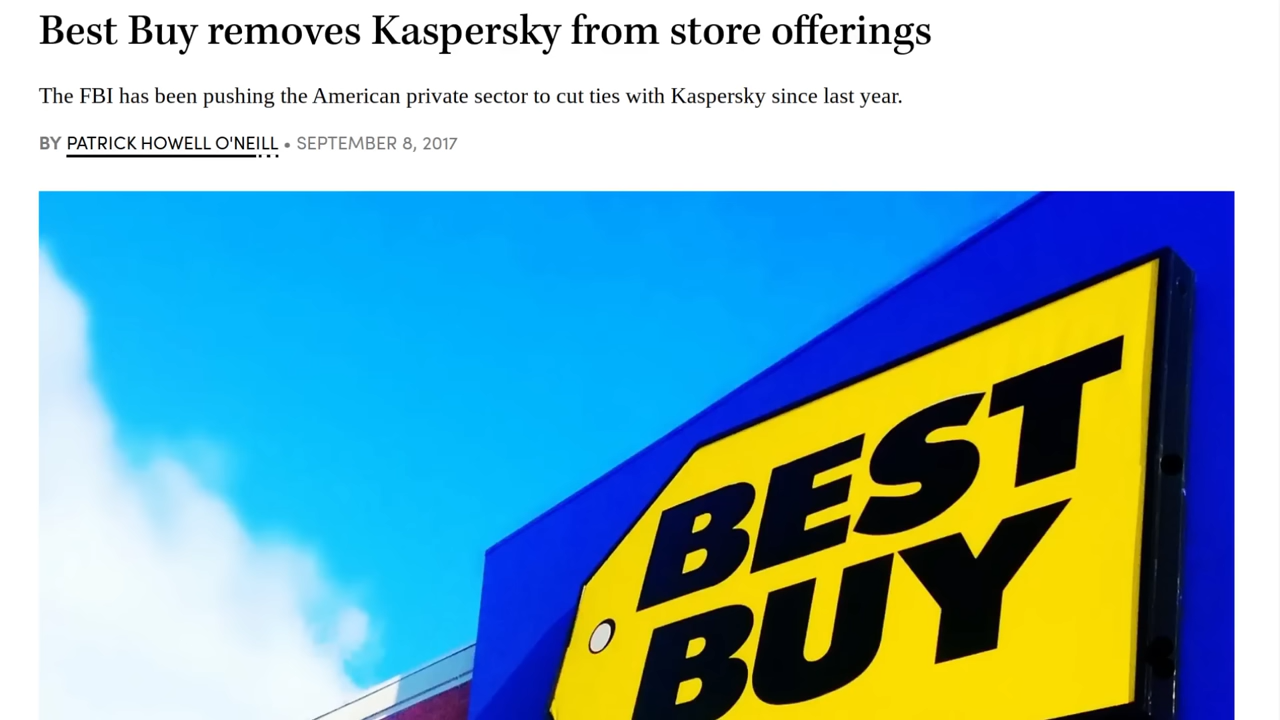 Best Buy removes Kaspersky from store offerings
The FBI has been pushing the American private sector to cut ties with Kaspersky since last year.
BY PATRICK HOWELL O'NEILL • SEPTEMBER 8, 2017
BEST
BUY